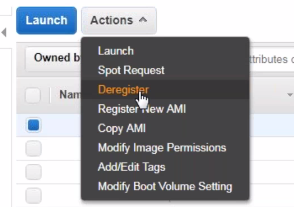 Launch Actions
Owned b ttributes
Nam
Launch
Spot Request
Deregister
Register New AMI
Copy AMI
Modify Image Permissions
Add/Edit Tags
Modify Boot Volume Setting